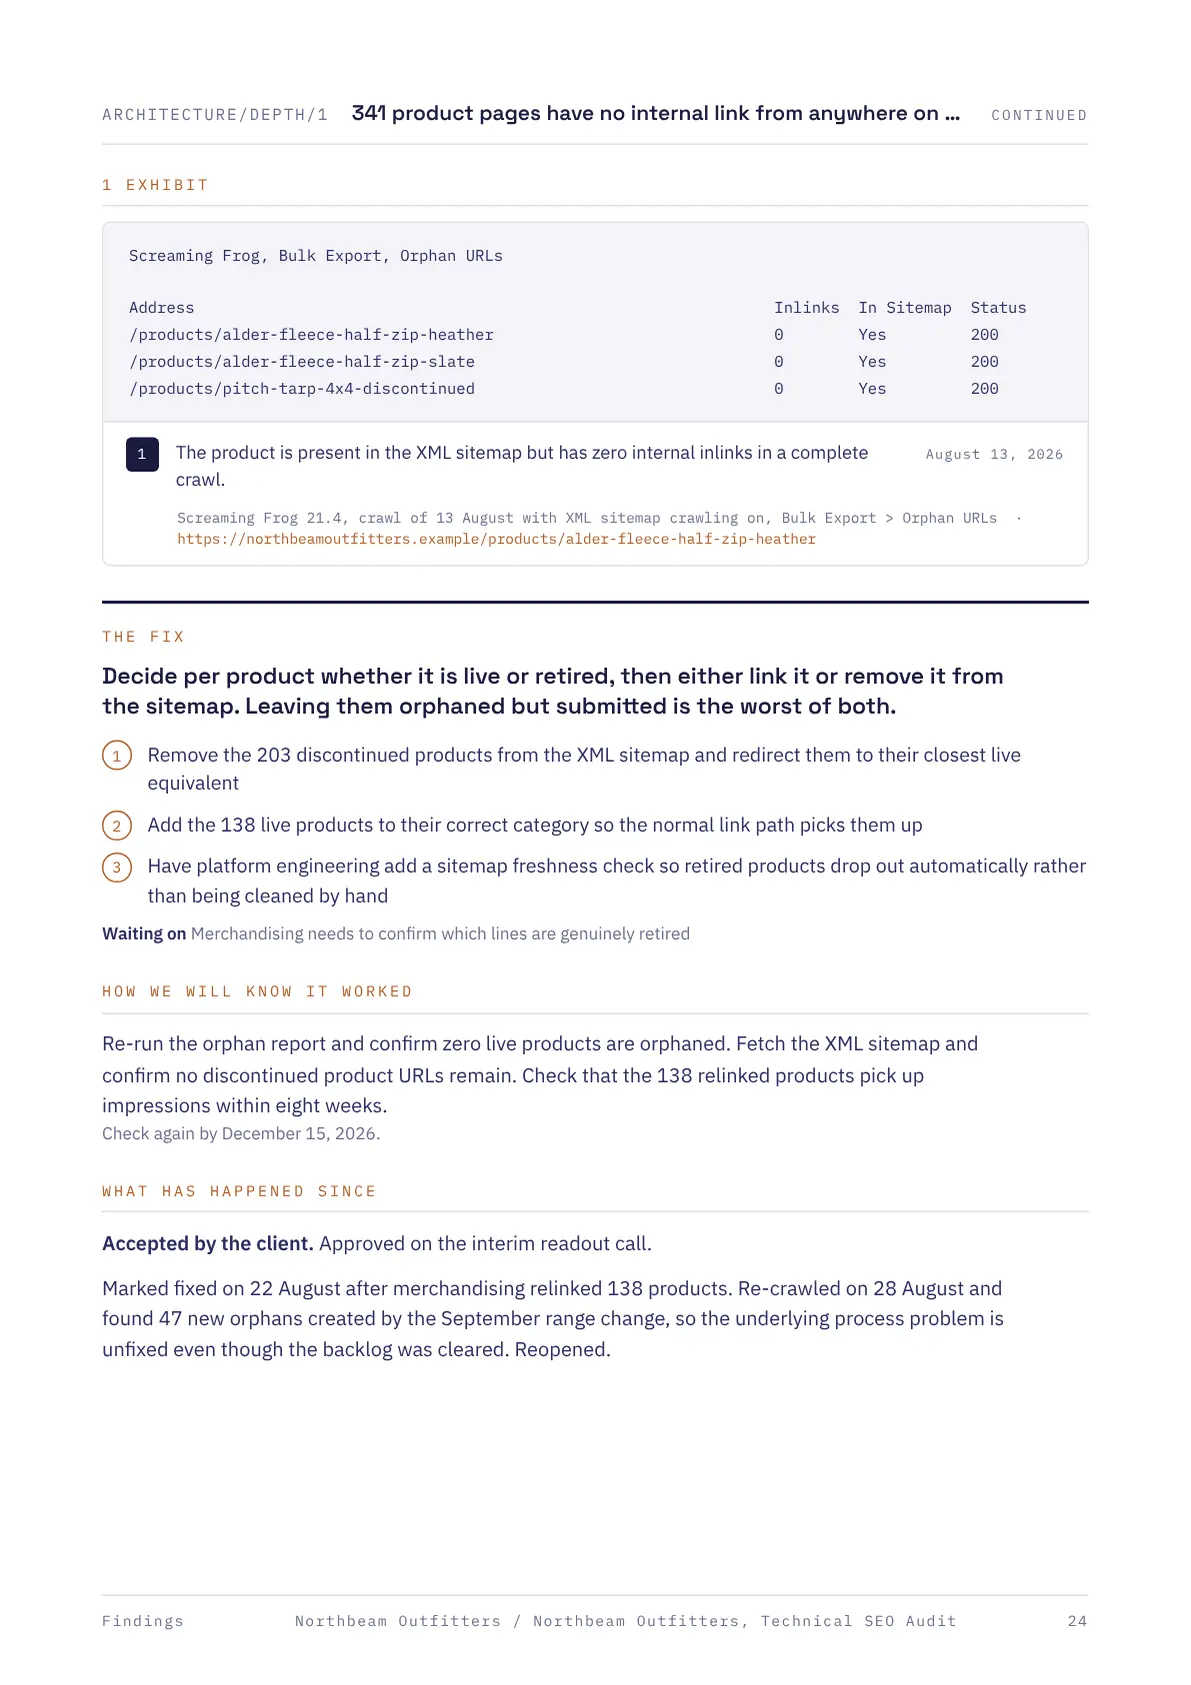 ARCHITECTURE/DEPTH/1 341 product pages have no internal link from anywhere on … CONTINUED
1 EXHIBIT
Screaming Frog, Bulk Export, Orphan URLs
Address Inlinks In Sitemap Status
/products/alder-fleece-half-zip-heather 0 Yes 200
/products/alder-fleece-half-zip-slate 0 Yes 200
/products/pitch-tarp-4x4-discontinued 0 Yes 200
1 The product is present in the XML sitemap but has zero internal inlinks in a complete August 13, 2026
crawl.
Screaming Frog 21.4, crawl of 13 August with XML sitemap crawling on, Bulk Export > Orphan URLs ·
https://northbeamoutfitters.example/products/alder-fleece-half-zip-heather
THE FIX
Decide per product whether it is live or retired, then either link it or remove it from
the sitemap. Leaving them orphaned but submitted is the worst of both.
1 Remove the 203 discontinued products from the XML sitemap and redirect them to their closest live
equivalent
2 Add the 138 live products to their correct category so the normal link path picks them up
3 Have platform engineering add a sitemap freshness check so retired products drop out automatically rather
than being cleaned by hand
Waiting on Merchandising needs to confirm which lines are genuinely retired
HOW WE WILL KNOW IT WORKED
Re-run the orphan report and confirm zero live products are orphaned. Fetch the XML sitemap and
confirm no discontinued product URLs remain. Check that the 138 relinked products pick up
impressions within eight weeks.
Check again by December 15, 2026.
WHAT HAS HAPPENED SINCE
Accepted by the client. Approved on the interim readout call.
Marked fixed on 22 August after merchandising relinked 138 products. Re-crawled on 28 August and
found 47 new orphans created by the September range change, so the underlying process problem is
unfixed even though the backlog was cleared. Reopened.
Findings Northbeam Outfitters / Northbeam Outfitters, Technical SEO Audit 24